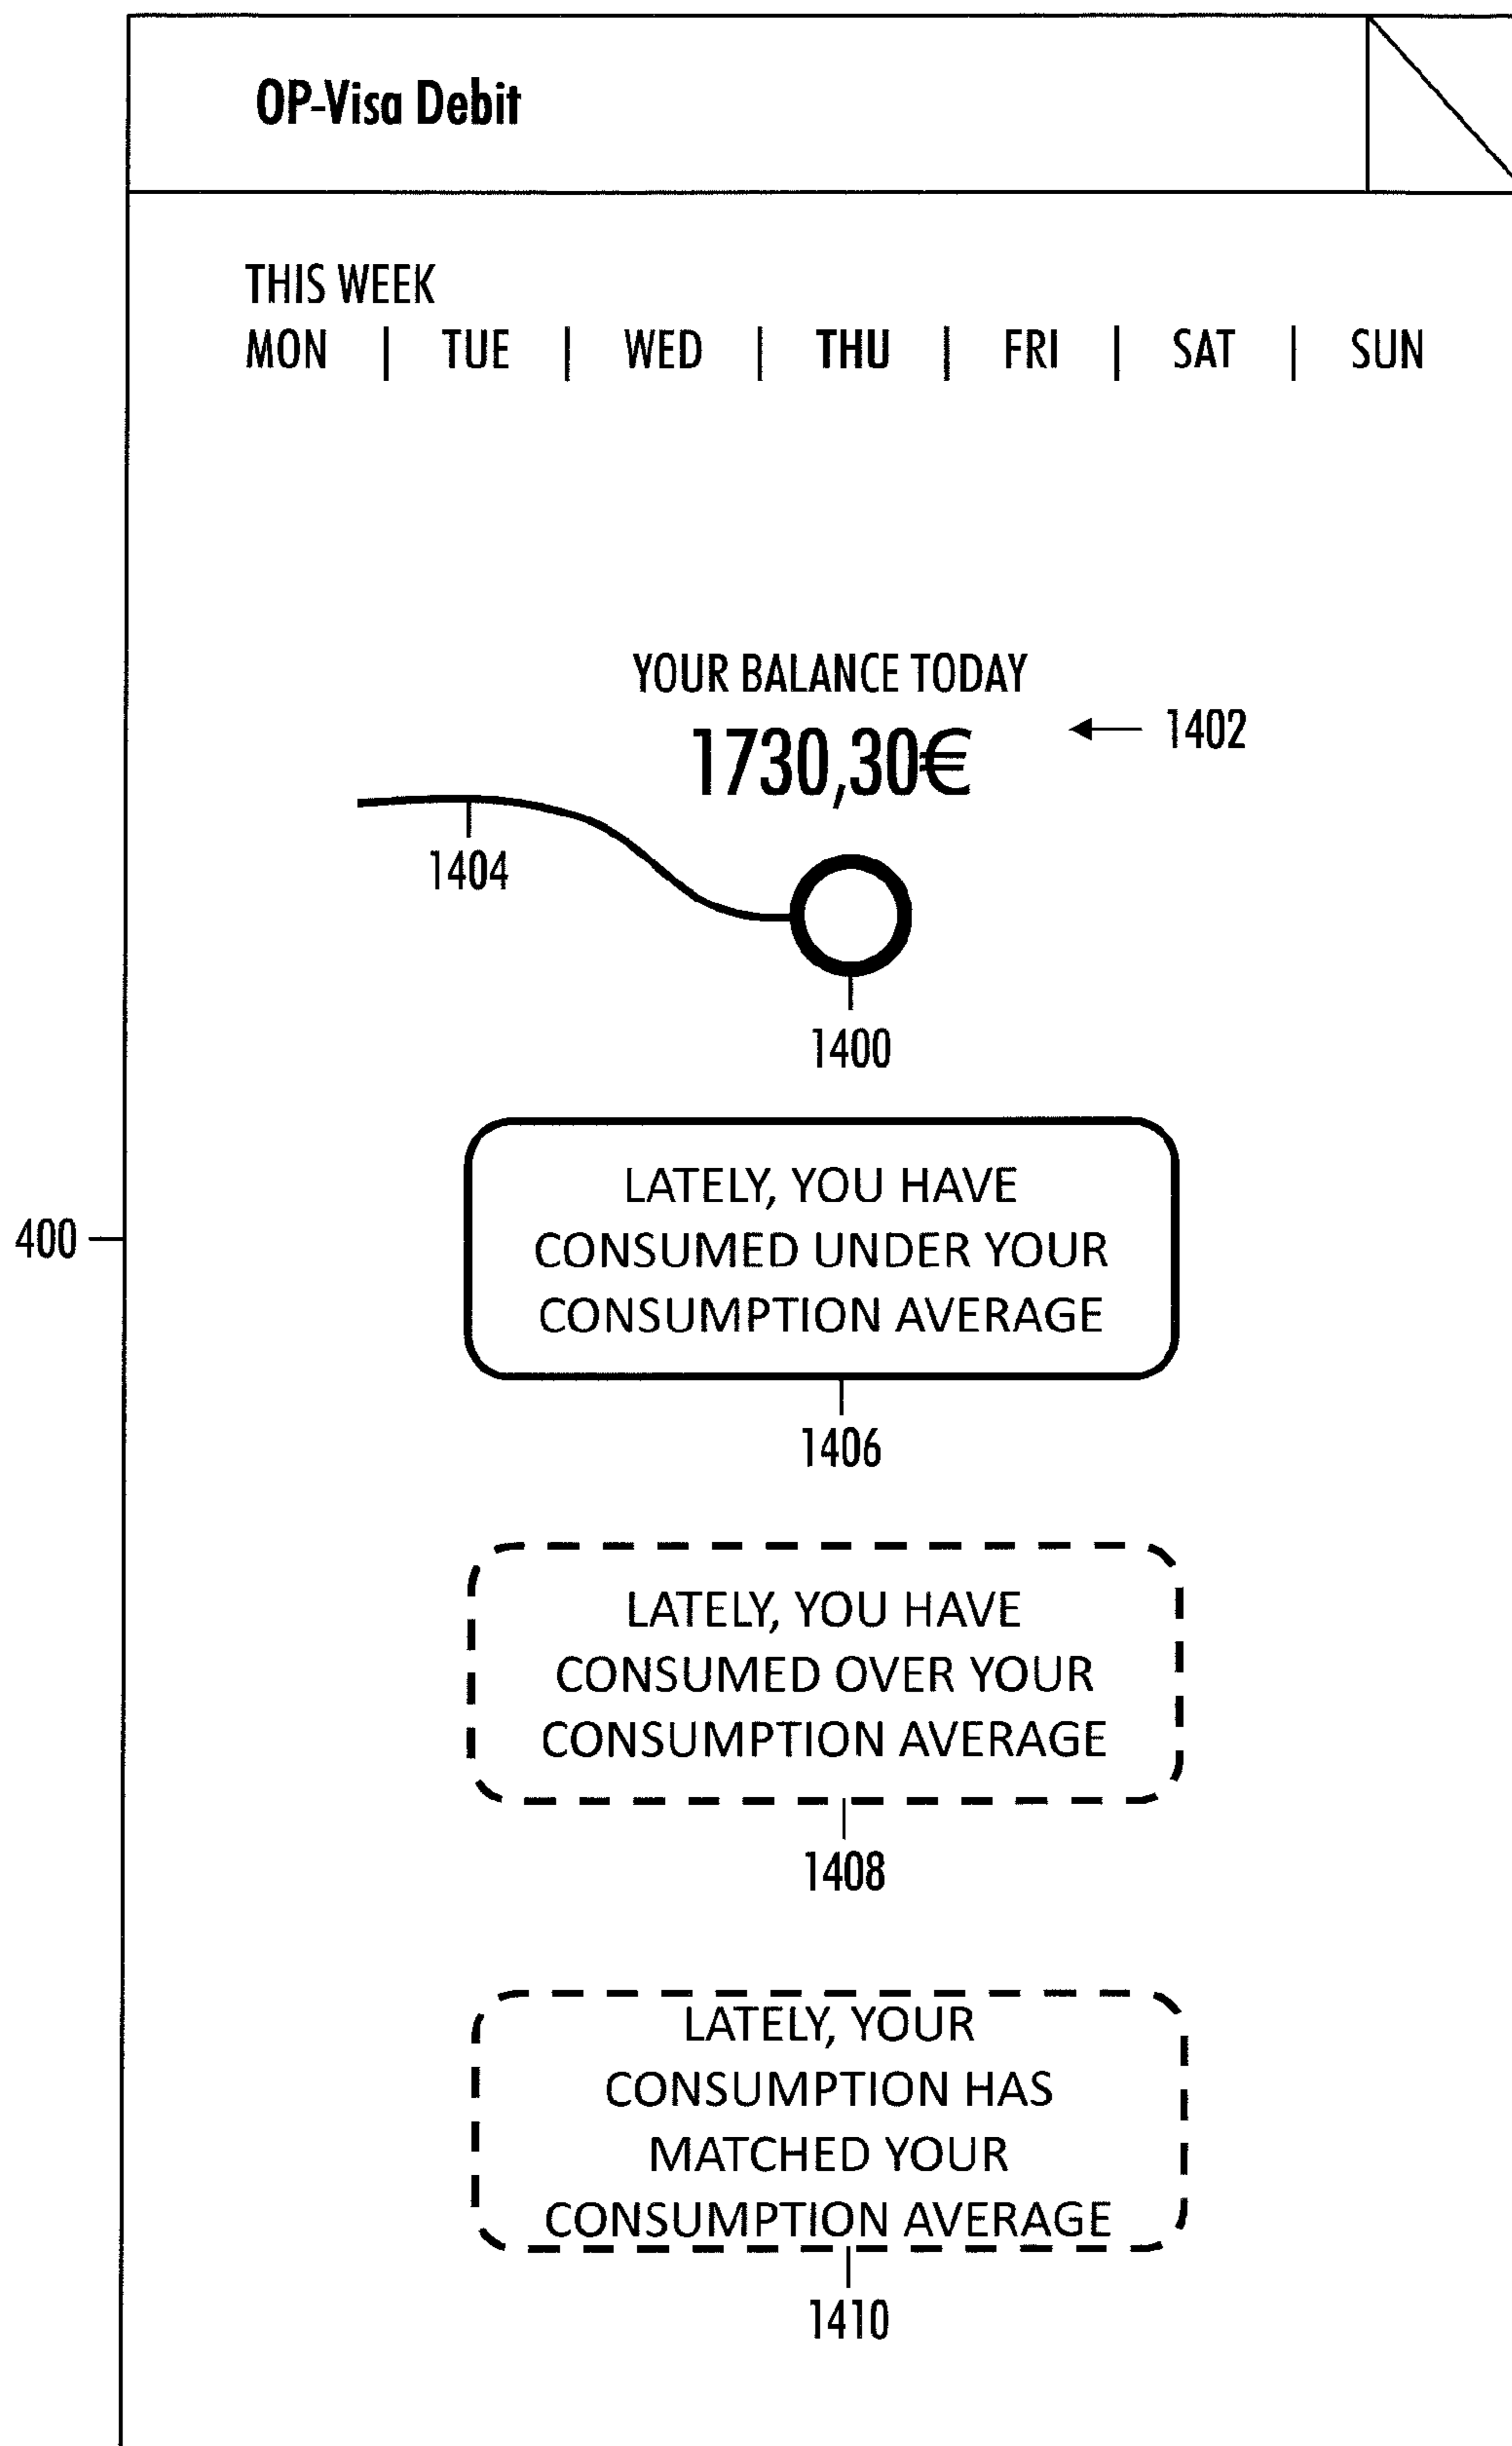 OP-Visa Debit
THIS WEEK
MON | TUE | WED | THU | FRI | SAT | SUN
YOUR BALANCE TODAY
1730,30€
1402
1404
1400
LATELY, YOU HAVE
CONSUMED UNDER YOUR
CONSUMPTION AVERAGE
400
1406
LATELY, YOU HAVE
CONSUMED OVER YOUR
CONSUMPTION AVERAGE
1408
LATELY, YOUR
CONSUMPTION HAS
MATCHED YOUR
CONSUMPTION AVERAGE
1410